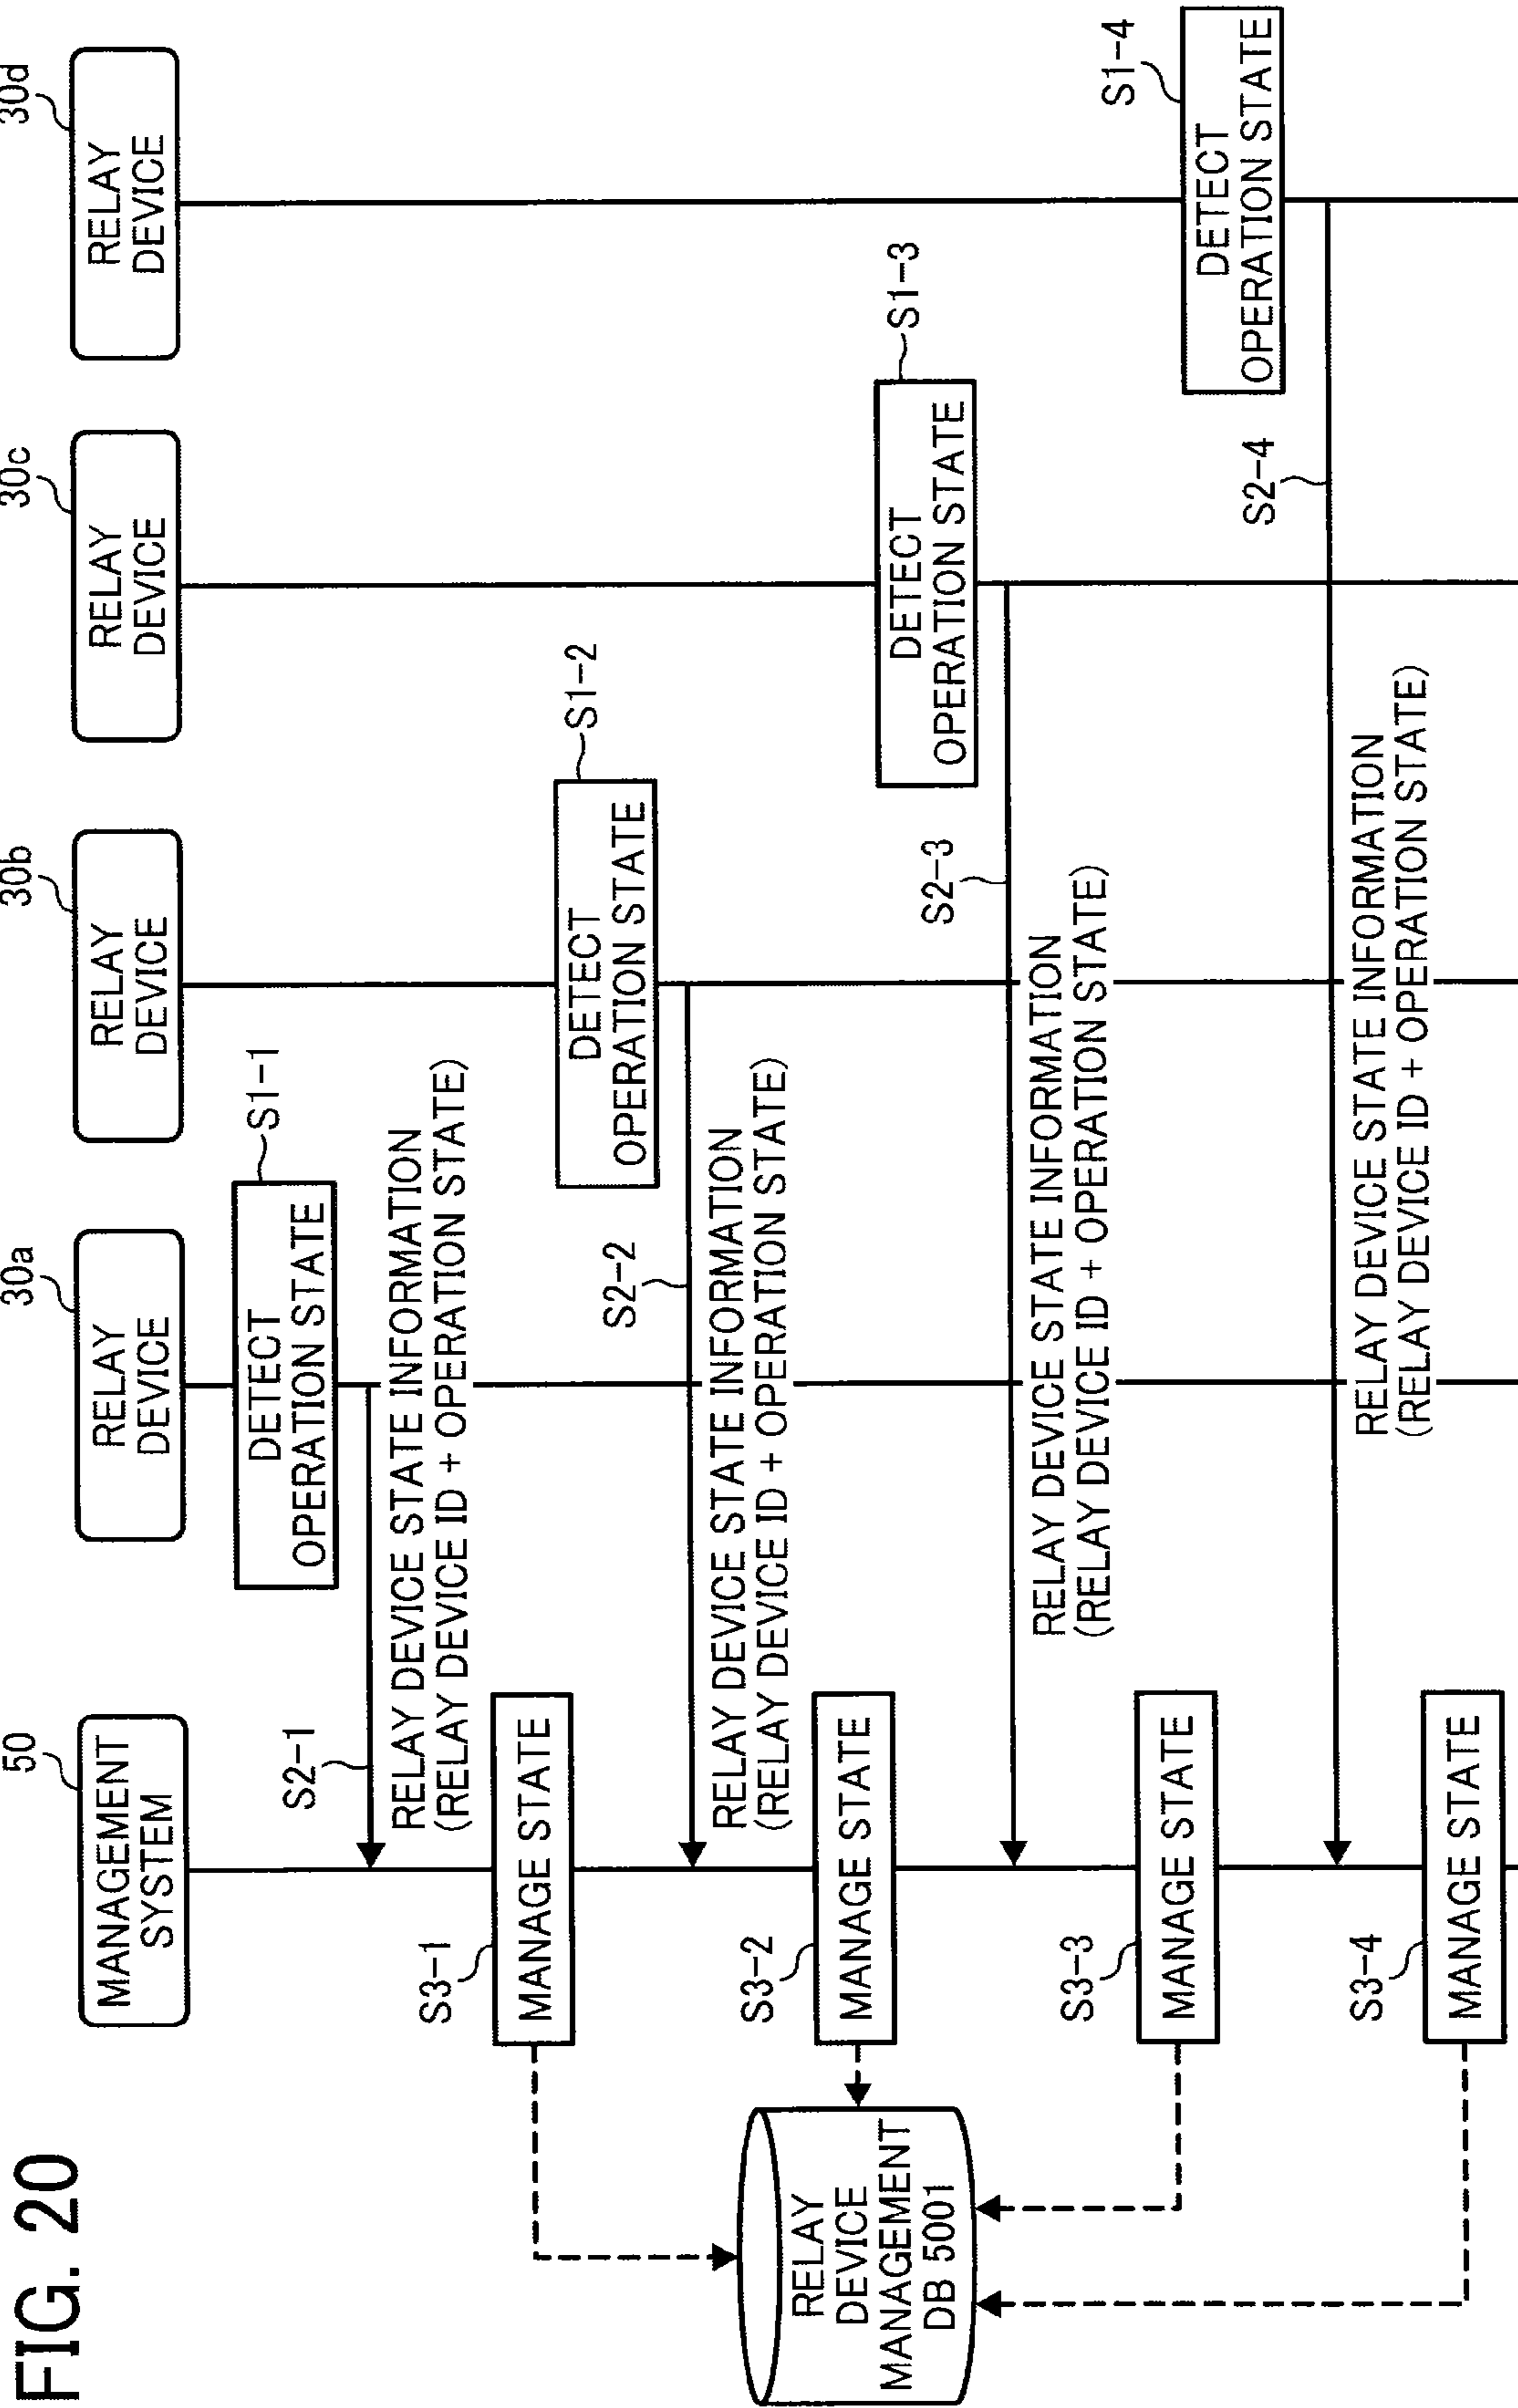 FIG. 20
50
MANAGEMENT
SYSTEM
30a
RELAY
DEVICE
30b
RELAY
DEVICE
30c
RELAY
DEVICE
30d
RELAY
DEVICE
S1-1
DETECT
OPERATION STATE
S2-1
RELAY DEVICE STATE INFORMATION
(RELAY DEVICE ID + OPERATION STATE)
S3-1
MANAGE STATE
S1-2
DETECT
OPERATION STATE
S2-2
RELAY DEVICE STATE INFORMATION
(RELAY DEVICE ID + OPERATION STATE)
S3-2
MANAGE STATE
RELAY
DEVICE
MANAGEMENT
DB 5001
S1-3
DETECT
OPERATION STATE
S2-3
RELAY DEVICE STATE INFORMATION
(RELAY DEVICE ID + OPERATION STATE)
S3-3
MANAGE STATE
S1-4
DETECT
OPERATION STATE
S2-4
RELAY DEVICE STATE INFORMATION
(RELAY DEVICE ID + OPERATION STATE)
S3-4
MANAGE STATE